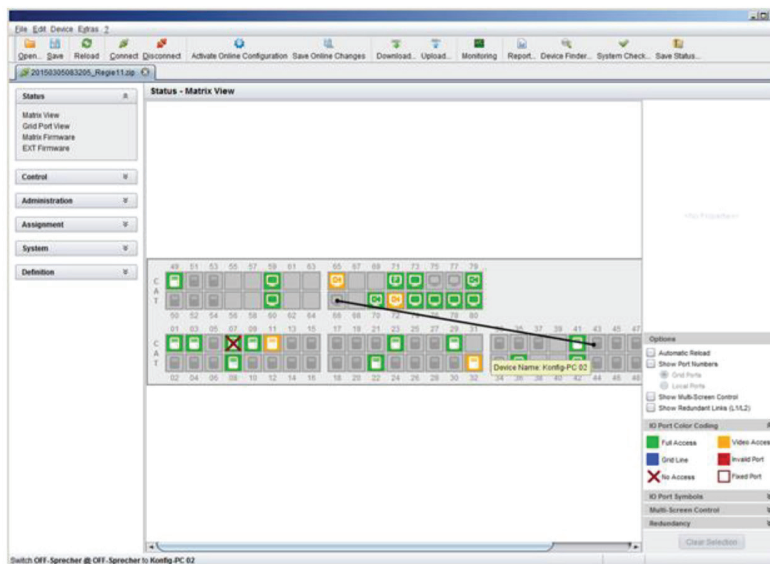 File Edit Device Extras ?
Open... Save Reload Connect Disconnect Activate Online Configuration Save Online Changes Download... Upload... Monitoring Report... Device Finder... System Check... Save Status...
20150305083205_Regie11.zip
Status
Matrix View
Grid Port View
Matrix Firmware
EXT Firmware
Control
Administration
Assignment
System
Definition
Status - Matrix View
49 51 53 55 57 59 61 63 65 67 69 71 73 75 77 79
C A T
50 52 54 56 58 60 62 64 66 68 70 72 74 76 78 80
01 03 05 07 09 11 13 15 17 19 21 23 25 27 29 31 37 39 41 43 45 47
C A T
02 04 06 08 10 12 14 16 18 20 22 24 26 28 30 32 34 36 38 40 42 44 46 48
Device Name: Konfig-PC 02
Options
Automatic Reload
Show Port Numbers
Grid Ports
Local Ports
Show Multi-Screen Control
Show Redundant Links (L1/L2)
IO Port Color Coding
Full Access Video Acces
Grid Line Invalid Port
No Access Fixed Port
IO Port Symbols
Multi-Screen Control
Redundancy
Clear Selection
Switch OFF-Sprecher @ OFF-Sprecher to Konfig-PC 02